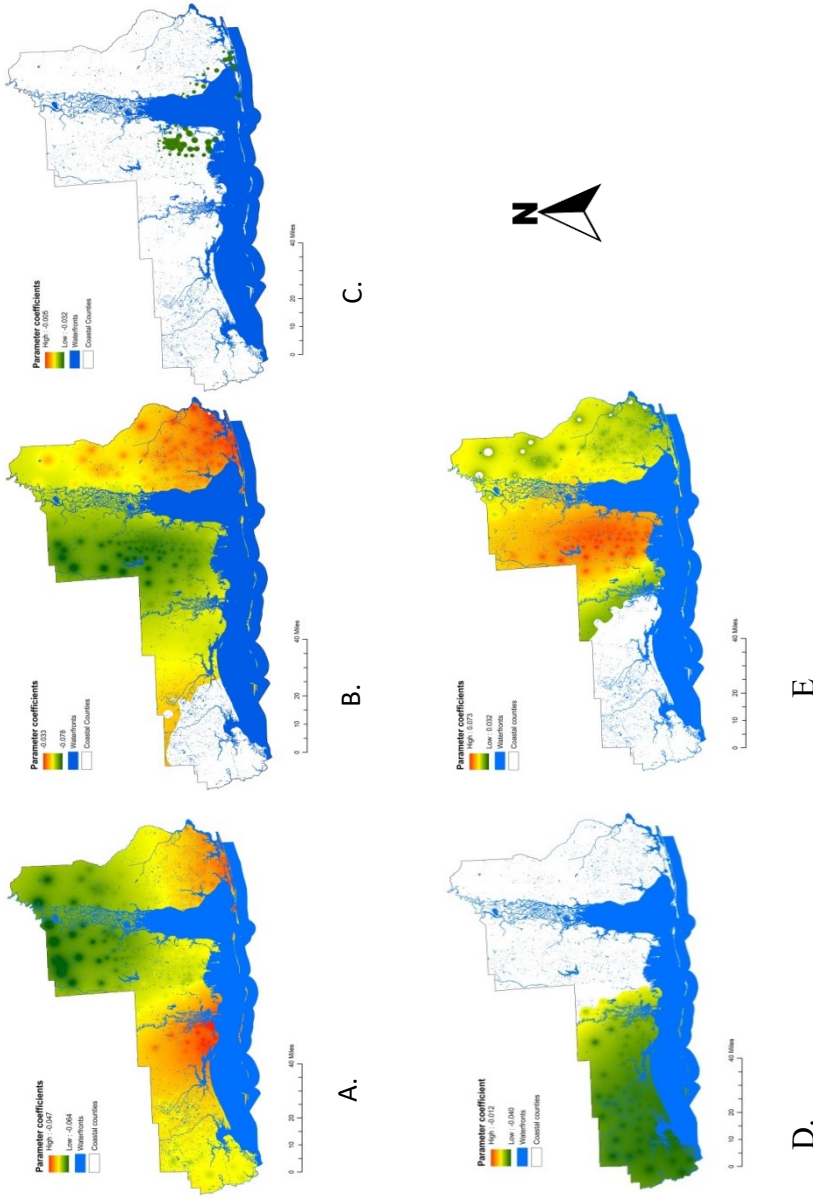 Parameter coefficients
High : -0.047
Low : -0.064
Waterfronts
Coastal counties
0 10 20 40 Miles
A.
Parameter coefficients
-0.033
-0.078
Waterfronts
Coastal Counties
0 10 20 40 Miles
B.
Parameter coefficients
High : -0.005
Low : -0.032
Waterfronts
Coastal Counties
0 10 20 40 Miles
C.
Parameter coefficient
High : -0.012
Low : -0.040
Waterfronts
Coastal counties
0 10 20 40 Miles
D.
Parameter coefficients
High : 0.073
Low : 0.032
Waterfronts
Coastal Counties
0 10 20 40 Miles
E
N